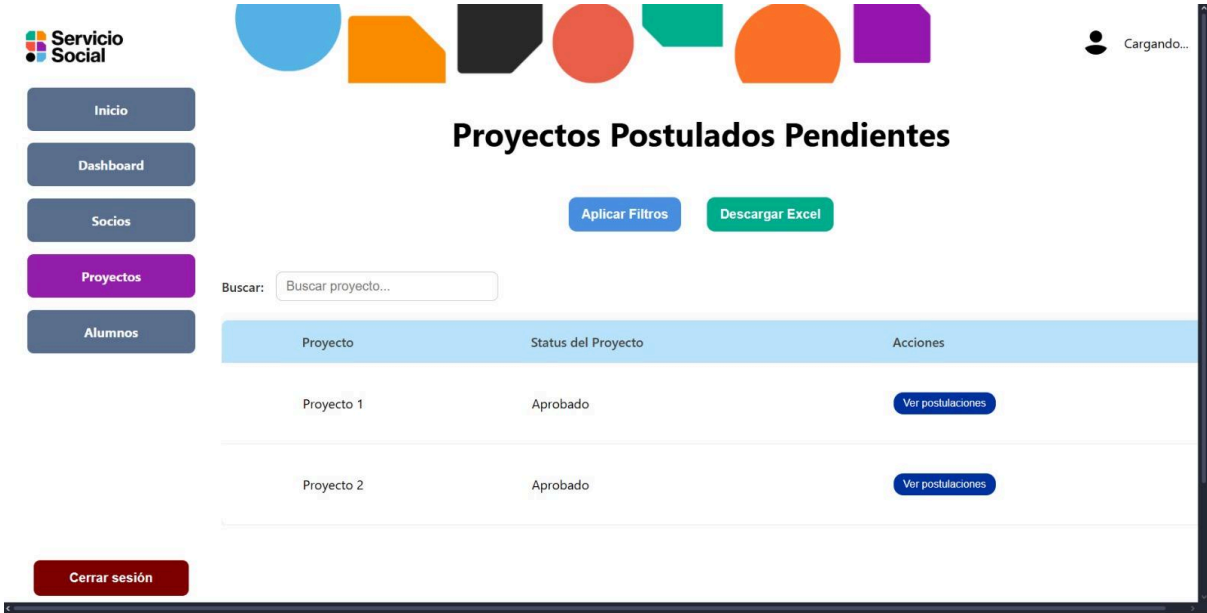 Servicio
Social
Cargando...
Inicio
Dashboard
Socios
Proyectos
Alumnos
Cerrar sesión
Proyectos Postulados Pendientes
Aplicar Filtros Descargar Excel
Buscar: Buscar proyecto...
Proyecto Status del Proyecto Acciones
Proyecto 1 Aprobado Ver postulaciones
Proyecto 2 Aprobado Ver postulaciones